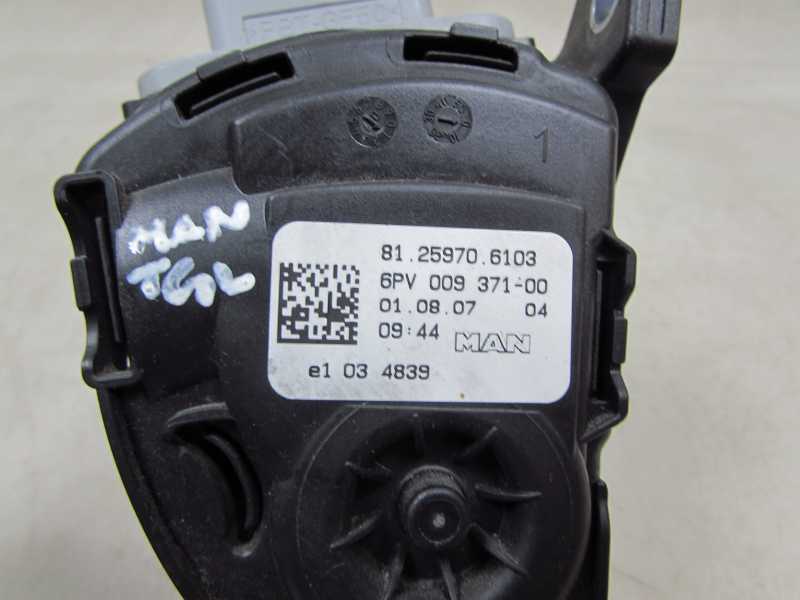 1
MAN
TGL
81.25970.6103
6PV 009 371-00
01.08.07 04
09:44 MAN
e1 03 4839